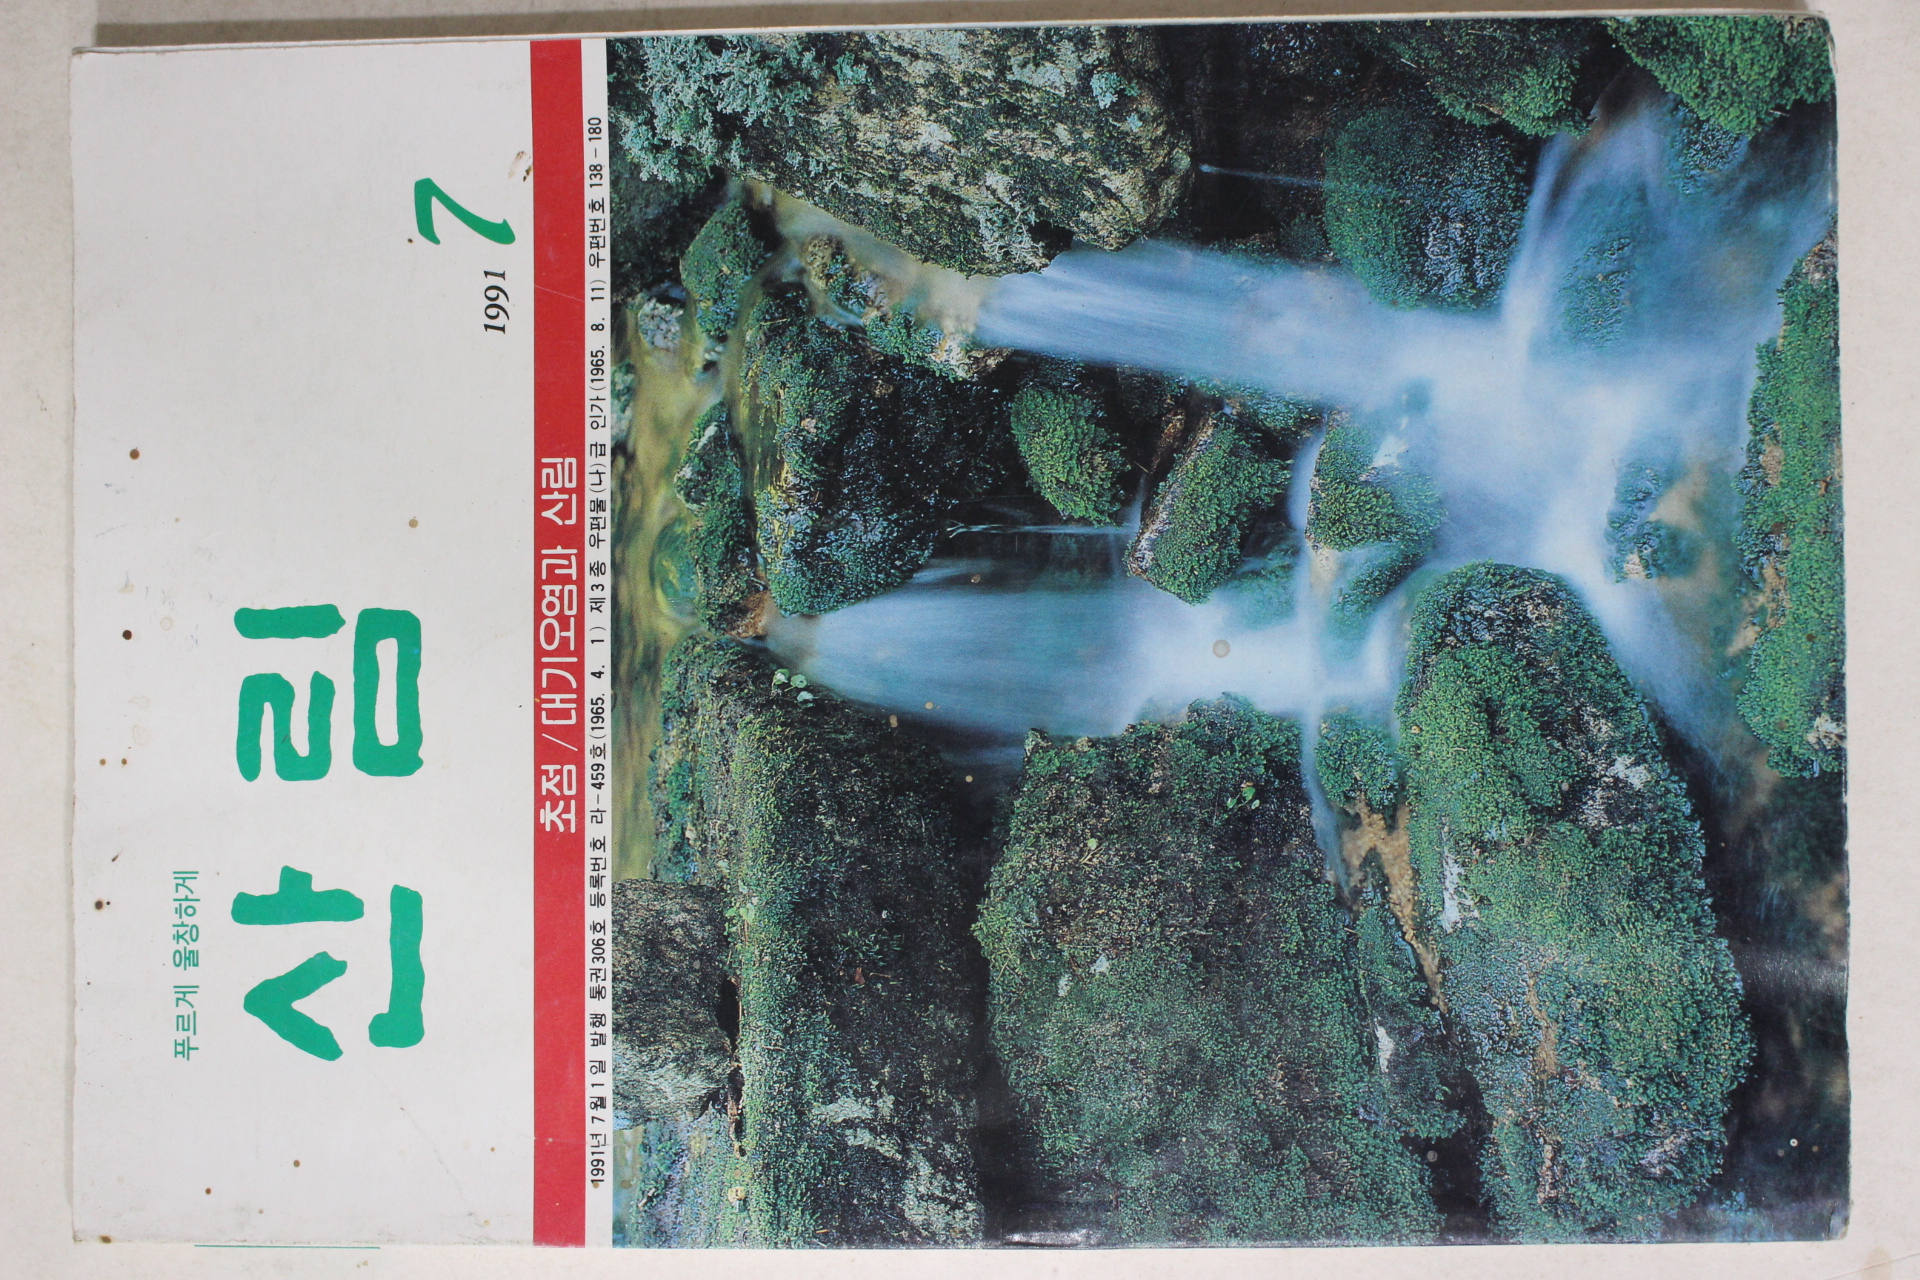 푸르게 울창하게
산림
1991 7
초점 / 대기오염과 산림
1991년 7월 1일 발행 통권306호 등록번호 라-459호(1965. 4. 1) 제3종 우편물(나)급 인가(1965. 8. 11) 우편번호 138-180